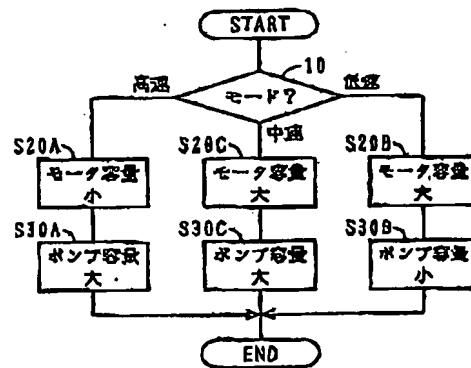 START
10
モード?
高速
低速
中速
S20A
S20C
S20B
モータ容量
小
モータ容量
大
モータ容量
大
S30A
S30C
S30B
ポンプ容量
大
ポンプ容量
大
ポンプ容量
小
END